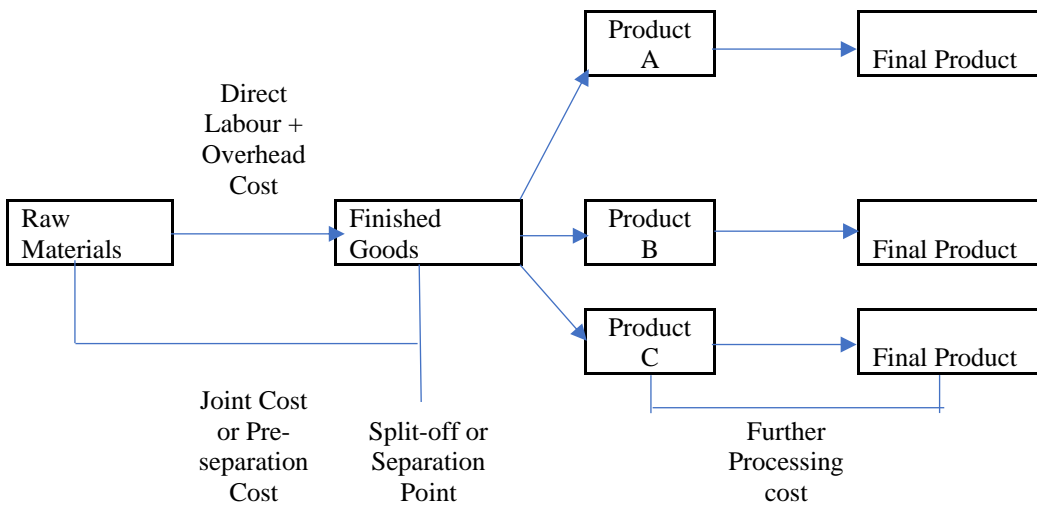 Product
A
Final Product
Direct
Labour +
Overhead
Cost
Raw
Materials
Finished
Goods
Product
B
Final Product
Product
C
Final Product
Joint Cost
or Pre-
separation
Cost
Split-off or
Separation
Point
Further
Processing
cost